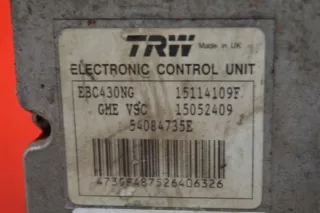 TRW Made in UK
ELECTRONIC CONTROL UNIT
EBC430NG 15114109F
GME VSC 15052409
54084735E